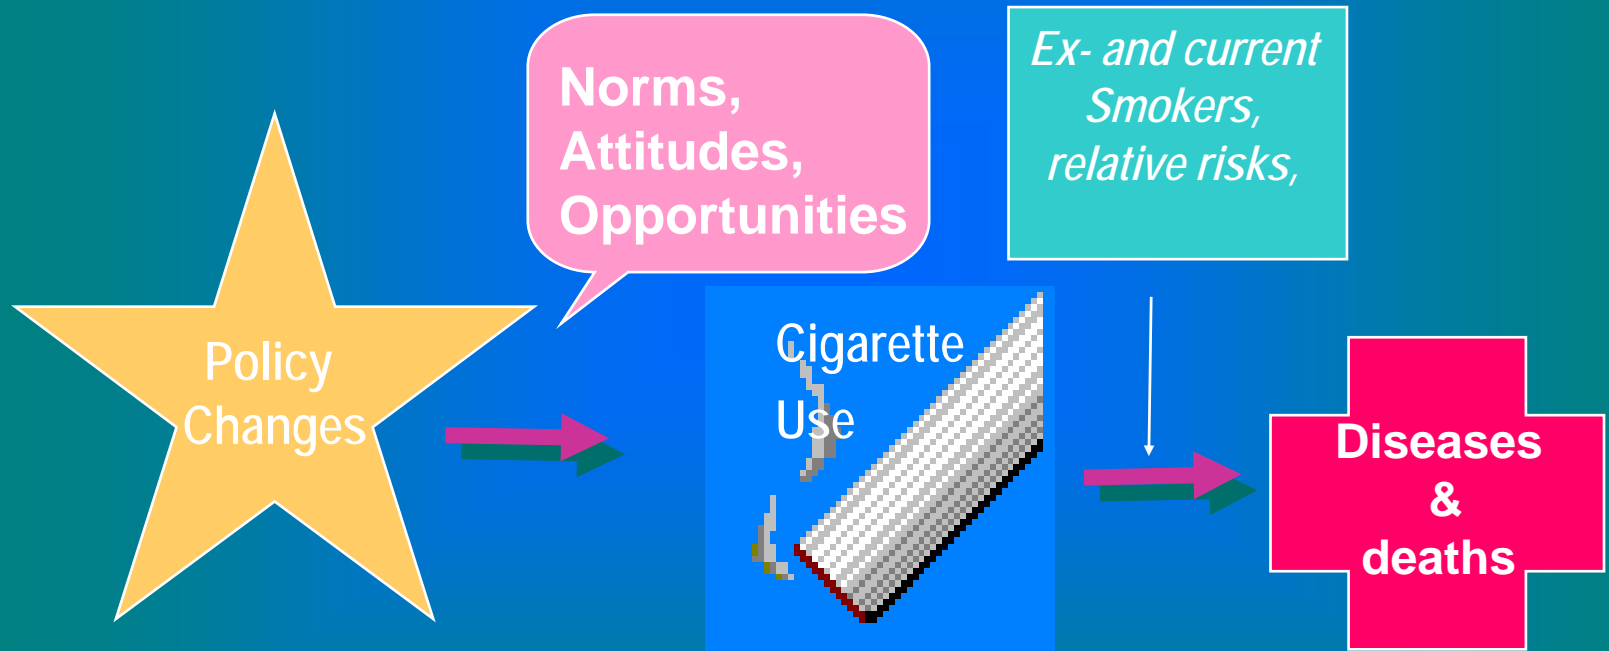 Norms,
Attitudes,
Opportunities
Ex- and current
Smokers,
relative risks,
Policy
Changes
Cigarette
Use
Diseases
&
deaths